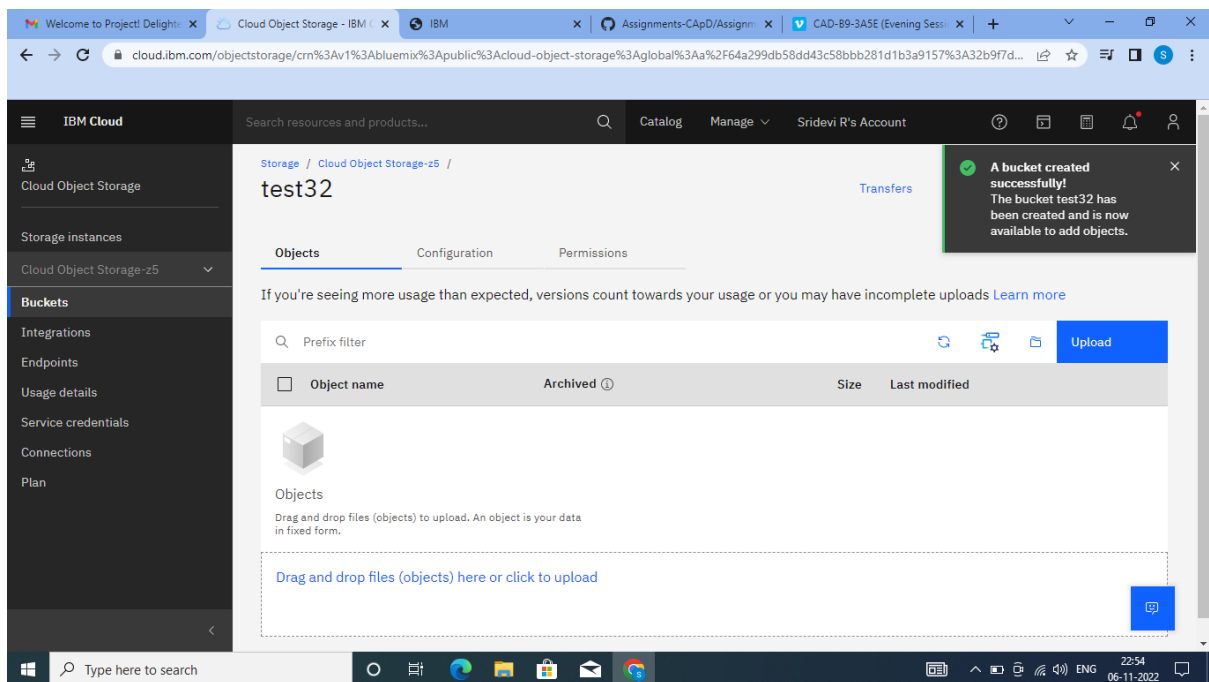 Welcome to Project! Delighte
Cloud Object Storage - IBM C
IBM
Assignments-CApD/Assignm
CAD-B9-3A5E (Evening Sessi
cloud.ibm.com/objectstorage/crn%3Av1%3Abluemix%3Apublic%3Acloud-object-storage%3Aglobal%3Aa%2F64a299db58dd43c58bbb281d1b3a9157%3A32b9f7d...
S
IBM Cloud
Search resources and products...
Catalog
Manage
Sridevi R's Account
Cloud Object Storage
Storage instances
Cloud Object Storage-z5
Buckets
Integrations
Endpoints
Usage details
Service credentials
Connections
Plan
Storage / Cloud Object Storage-z5 /
test32
Transfers
A bucket created
successfully!
The bucket test32 has
been created and is now
available to add objects.
Objects
Configuration
Permissions
If you're seeing more usage than expected, versions count towards your usage or you may have incomplete uploads Learn more
Prefix filter
Upload
Object name
Archived
Size
Last modified
Objects
Drag and drop files (objects) to upload. An object is your data
in fixed form.
Drag and drop files (objects) here or click to upload
Type here to search
ENG
22:54
06-11-2022